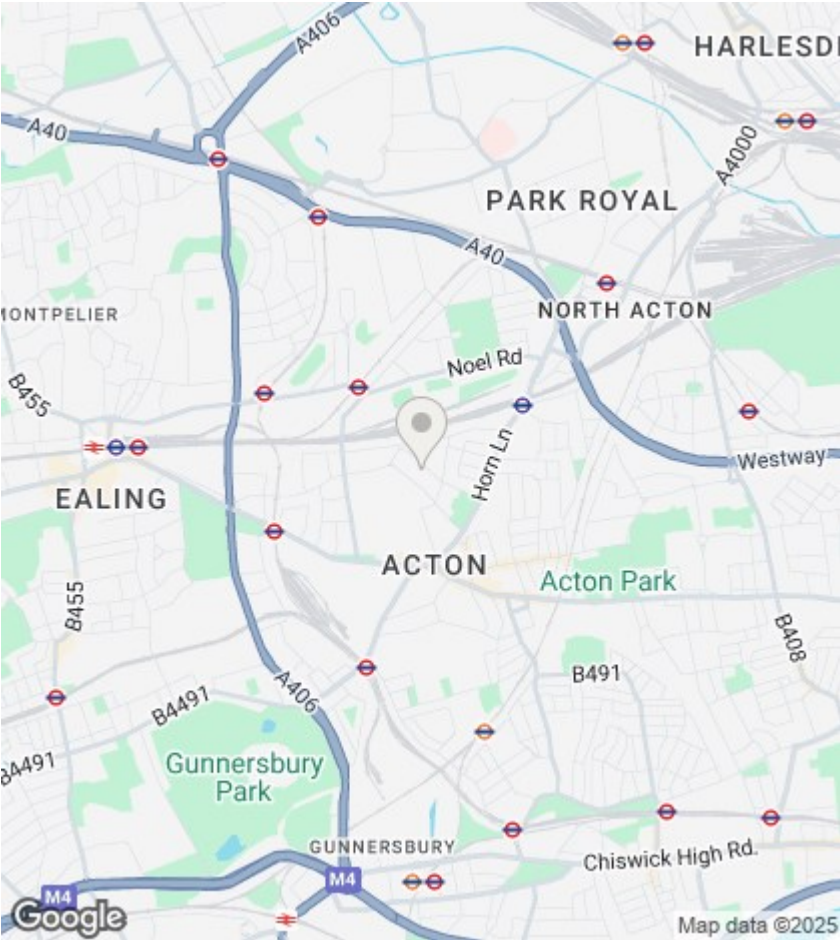 A406
HARLESD
A40
A4000
PARK ROYAL
A40
MONTPELIER
NORTH ACTON
Noel Rd
B455
Horn Ln
Westway
EALING
ACTON
Acton Park
B455
B408
B491
A406
B4491
B4491
Gunnersbury
Park
GUNNERSBURY
Chiswick High Rd.
M4
M4
Google
Map data ©2025